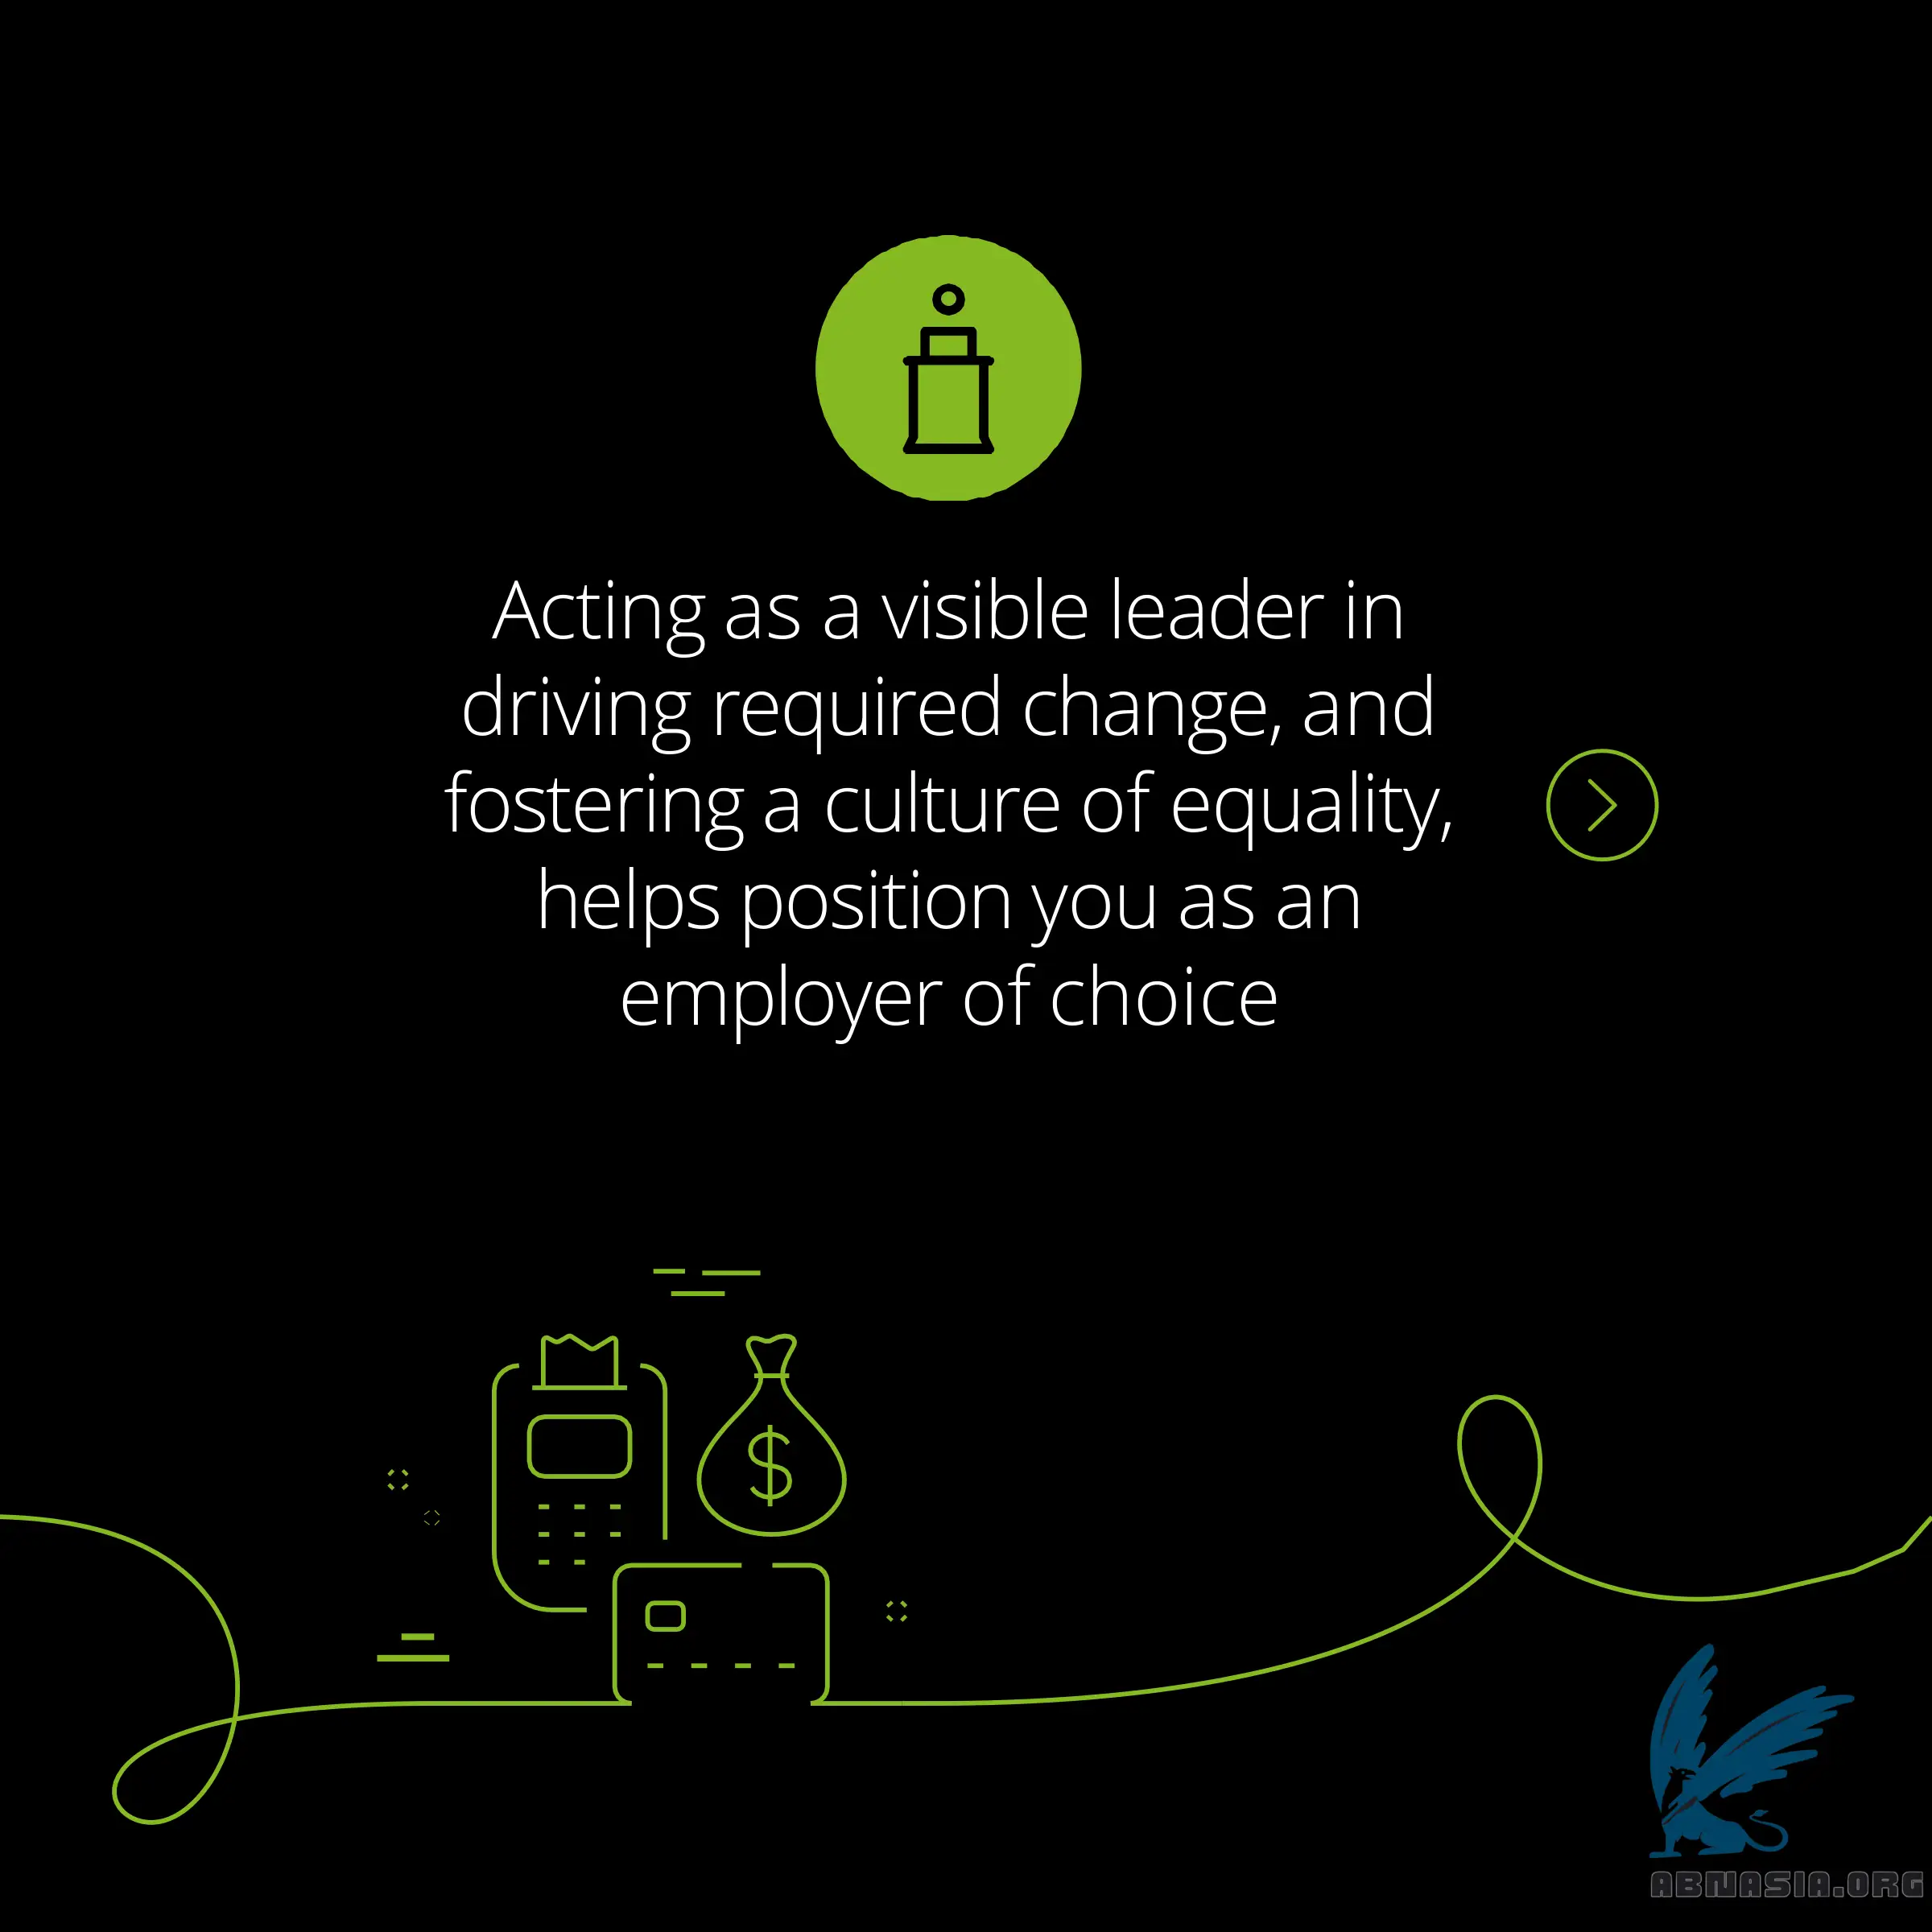 Acting as a visible leader in
driving required change, and
fostering a culture of equality,
helps position you as an
employer of choice
$
ABNASIA.ORG